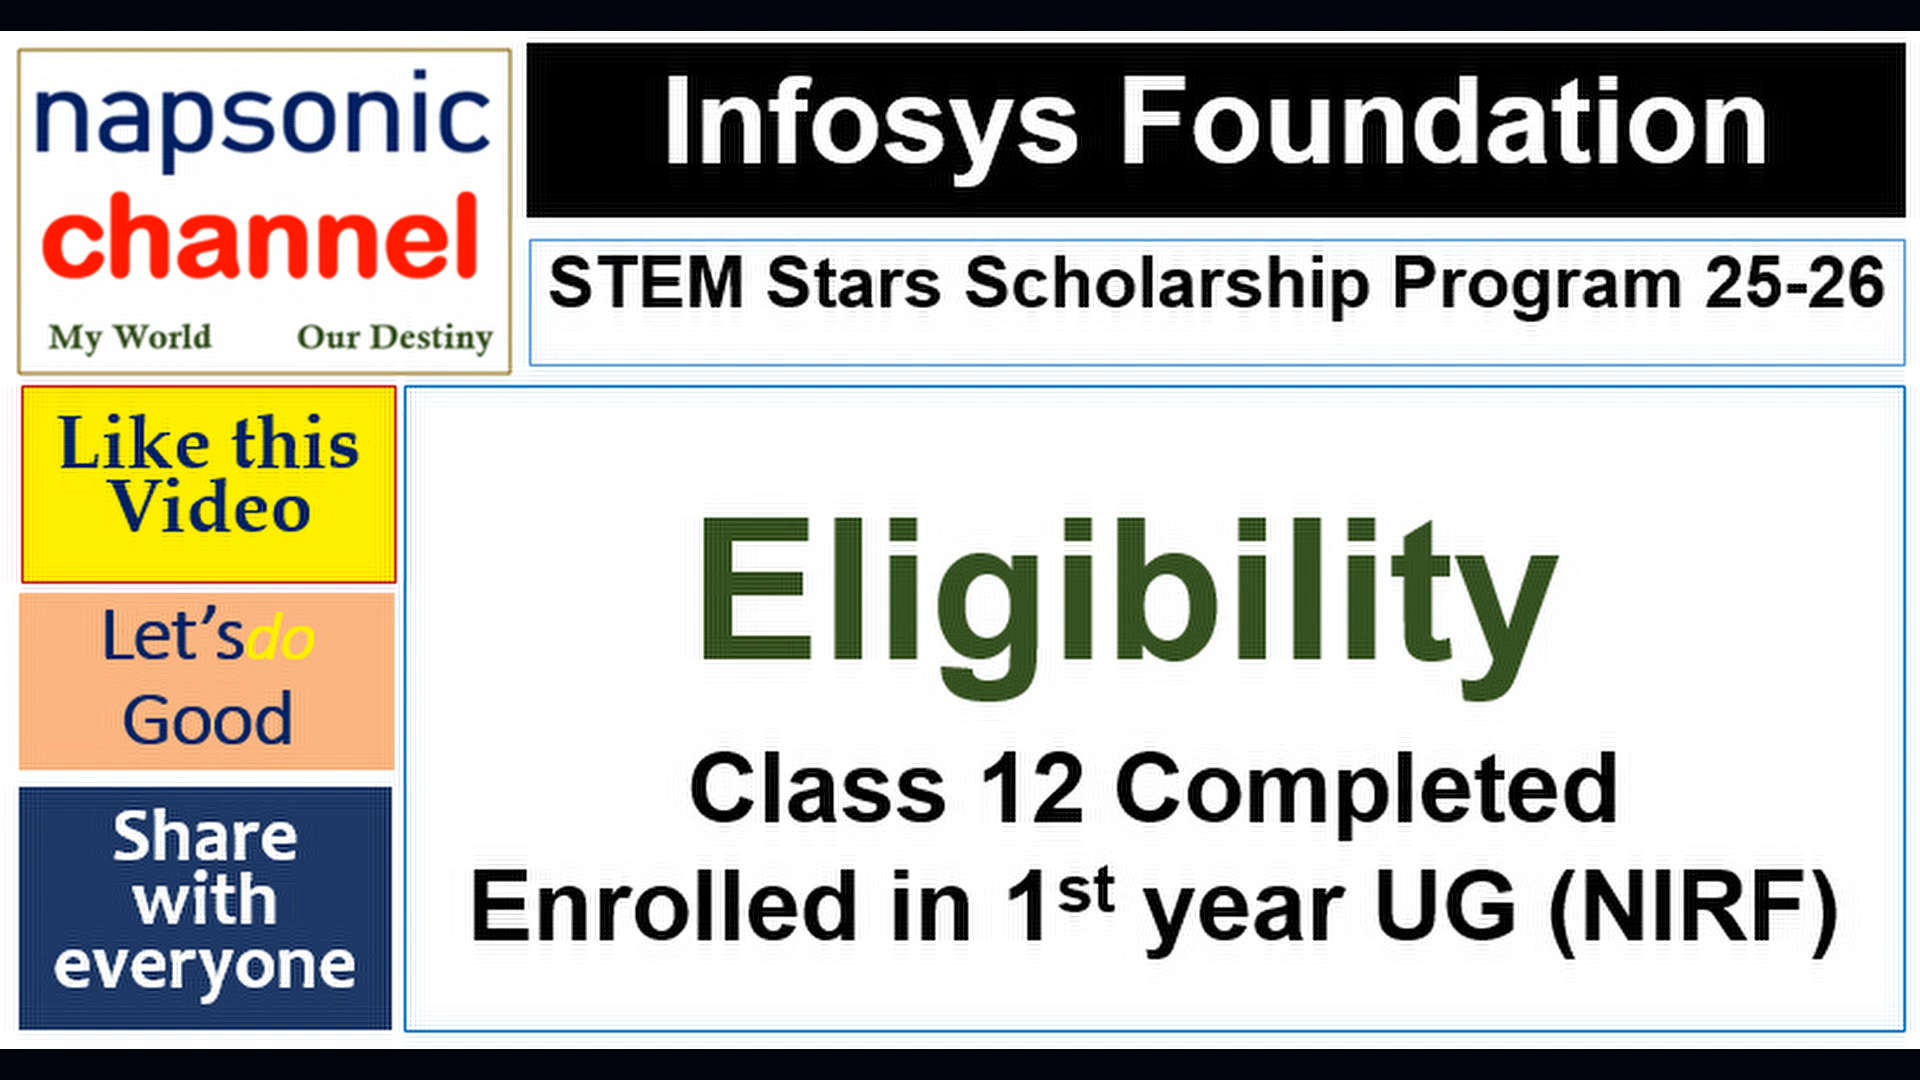 napsonic
channel
My World Our Destiny
Infosys Foundation
STEM Stars Scholarship Program 25-26
Like this
Video
Let's do
Good
Share
with
everyone
Eligibility
Class 12 Completed
Enrolled in 1st year UG (NIRF)